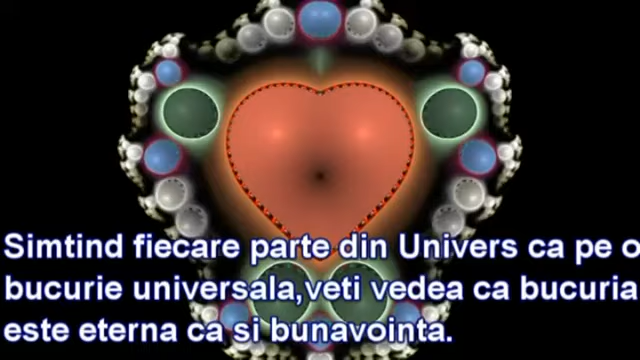 Simtind fiecare parte din Univers ca pe o
bucurie universala,veti vedea ca bucuria
este eterna ca si bunavointa.